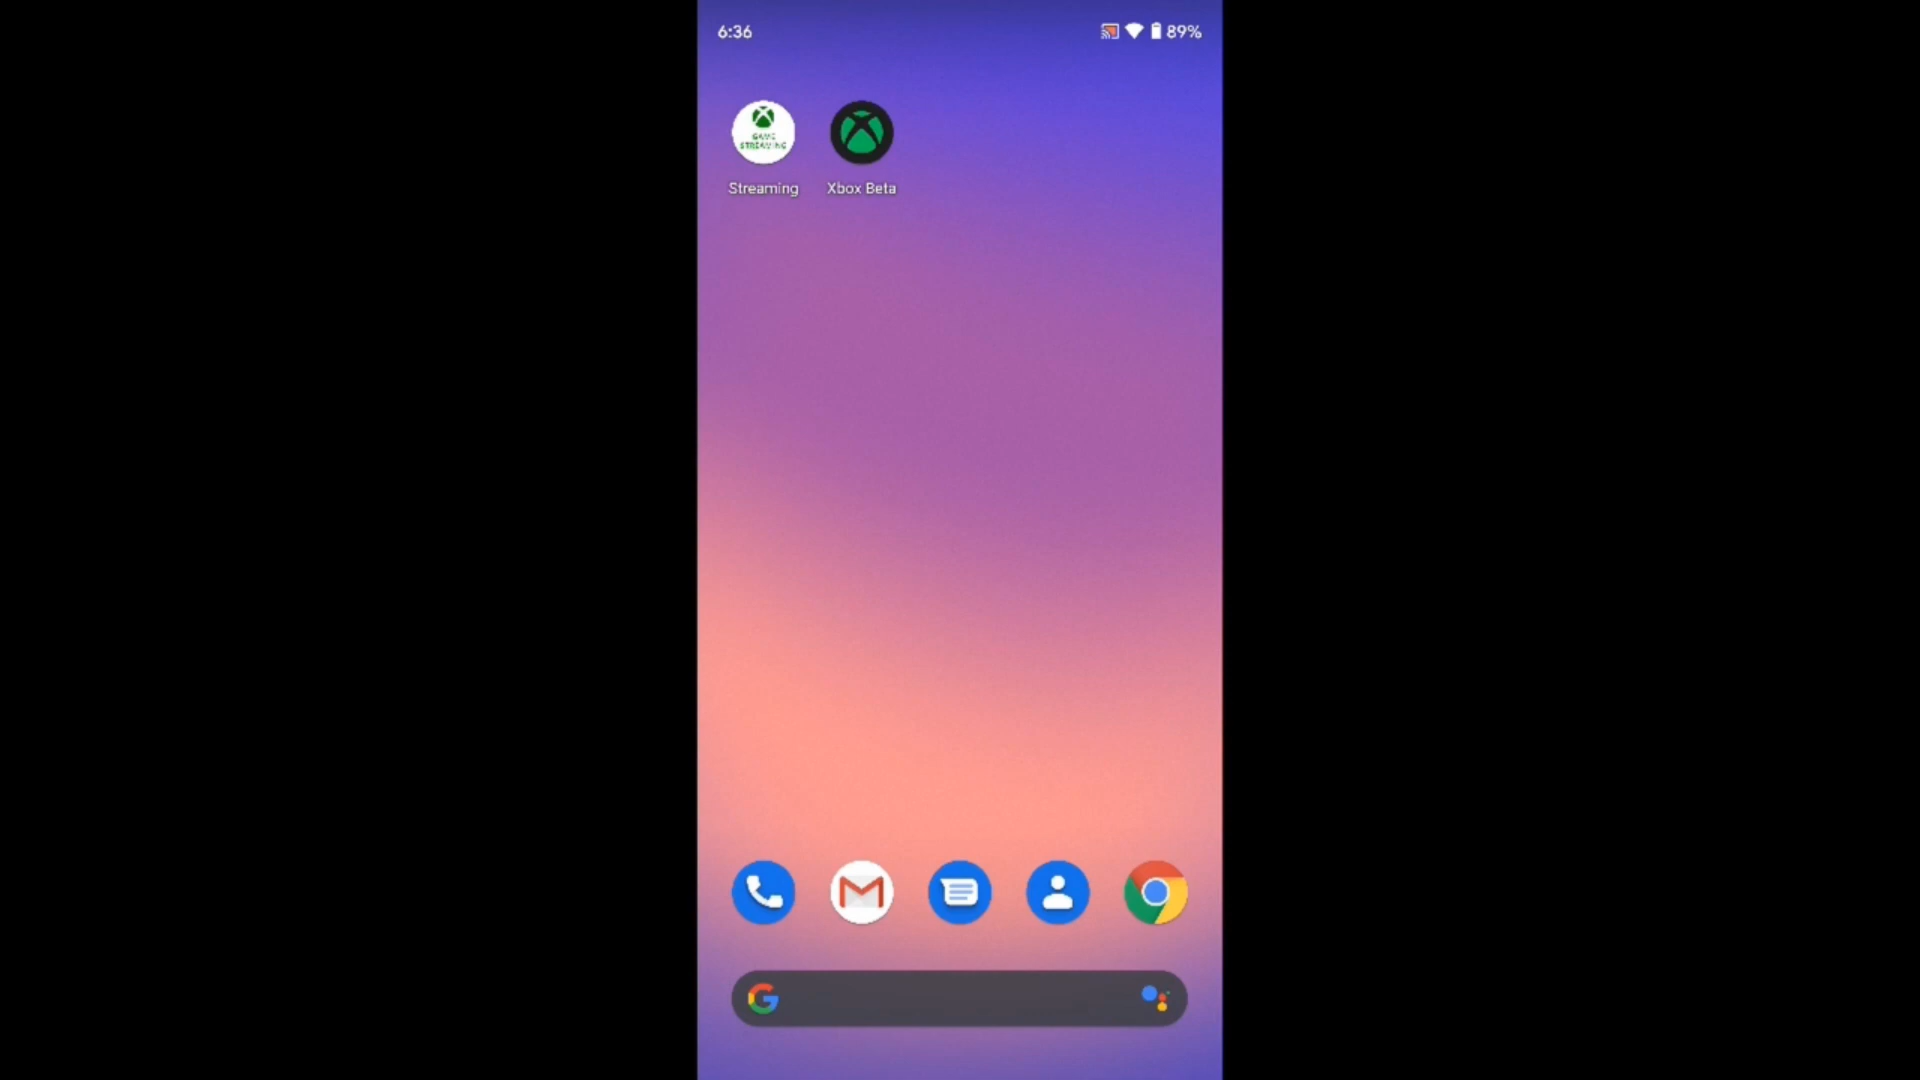 6:36
89%
GAME
STREAMING
Streaming
Xbox Beta